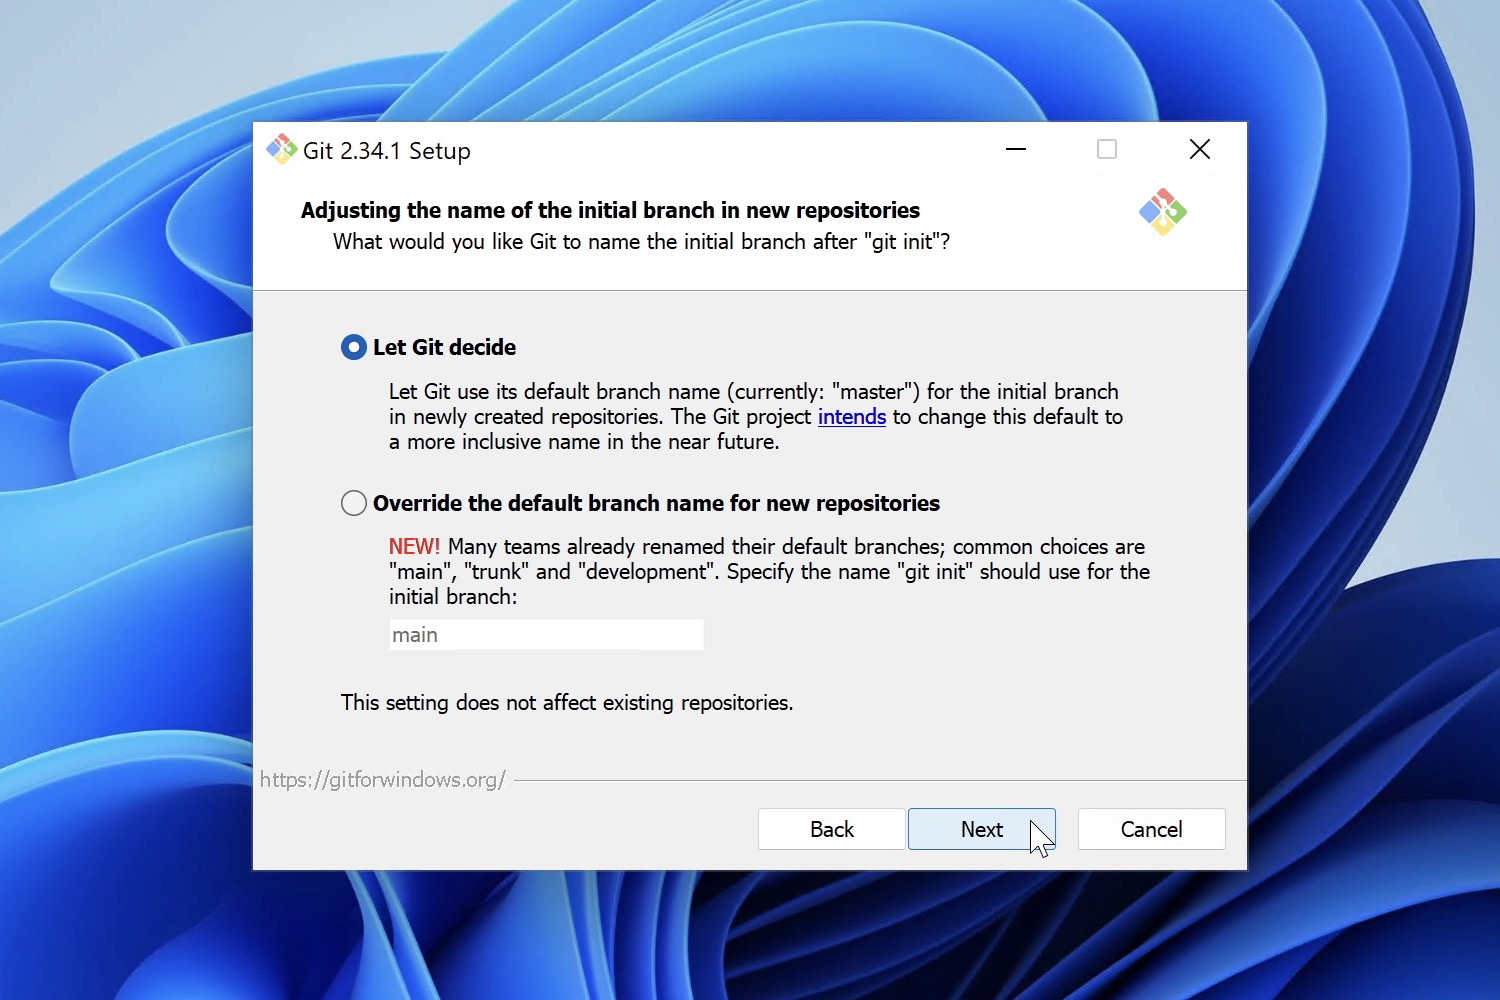 Git 2.34.1 Setup
Adjusting the name of the initial branch in new repositories
What would you like Git to name the initial branch after "git init"?
Let Git decide
Let Git use its default branch name (currently: "master") for the initial branch
in newly created repositories. The Git project intends to change this default to
a more inclusive name in the near future.
Override the default branch name for new repositories
NEW! Many teams already renamed their default branches; common choices are
"main", "trunk" and "development". Specify the name "git init" should use for the
initial branch:
main
This setting does not affect existing repositories.
https://gitforwindows.org/
Back Next Cancel